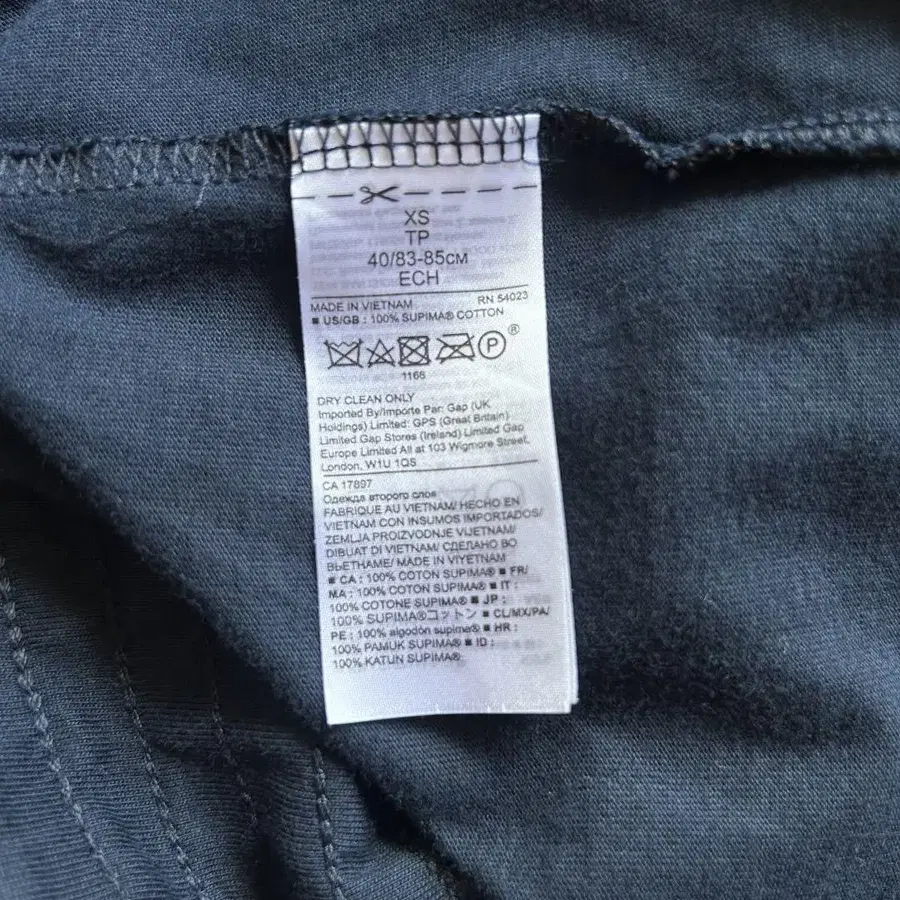 XS
TP
40/83-85CM
ECH
MADE IN VIETNAM RN 54023
■ US/GB : 100% SUPIMA® COTTON
P ®
1166
DRY CLEAN ONLY
Imported By/Importe Par: Gap (UK
Holdings) Limited: GPS (Great Britain)
Limited Gap Stores (Ireland) Limited Gap
Europe Limited All at 103 Wigmore Street,
London, W1U 1QS
CA 17897
Одежда второго слоя
FABRIQUE AU VIETNAM/ HECHO EN
VIETNAM CON INSUMOS IMPORTADOS/
ZEMLJA PROIZVODNJE VIJETNAM/
DIBUAT DI VIETNAM/ СДЕЛАНО ВО
ВЬЕТНАМЕ/ MADE IN VIYETNAM
■ CA : 100% COTON SUPIMA® ■ FR/
MA : 100% COTON SUPIMA® ■ IT :
100% COTONE SUPIMA® ■ JP :
100% SUPIMA®コットン ■ CL/MX/PA/
PE : 100% algodón supima® ■ HR :
100% PAMUK SUPIMA® ■ ID :
100% KATUN SUPIMA®